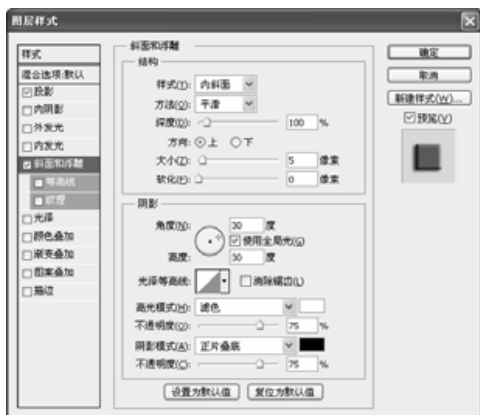 图层样式
样式
混合选项:默认
投影
内阴影
外发光
内发光
斜面和浮雕
等高线
纹理
光泽
颜色叠加
渐变叠加
图案叠加
描边
斜面和浮雕
结构
样式(T): 内斜面
方法(Q): 平滑
深度(D): 100 %
方向: 上 下
大小(Z): 5 像素
软化(F): 0 像素
阴影
角度(N): 30 度
使用全局光(G)
高度: 30 度
光泽等高线: 消除锯齿(L)
高光模式(H): 滤色
不透明度(O): 75 %
阴影模式(A): 正片叠底
不透明度(C): 75 %
设置为默认值 复位为默认值
确定
取消
新建样式(W)...
预览(V)